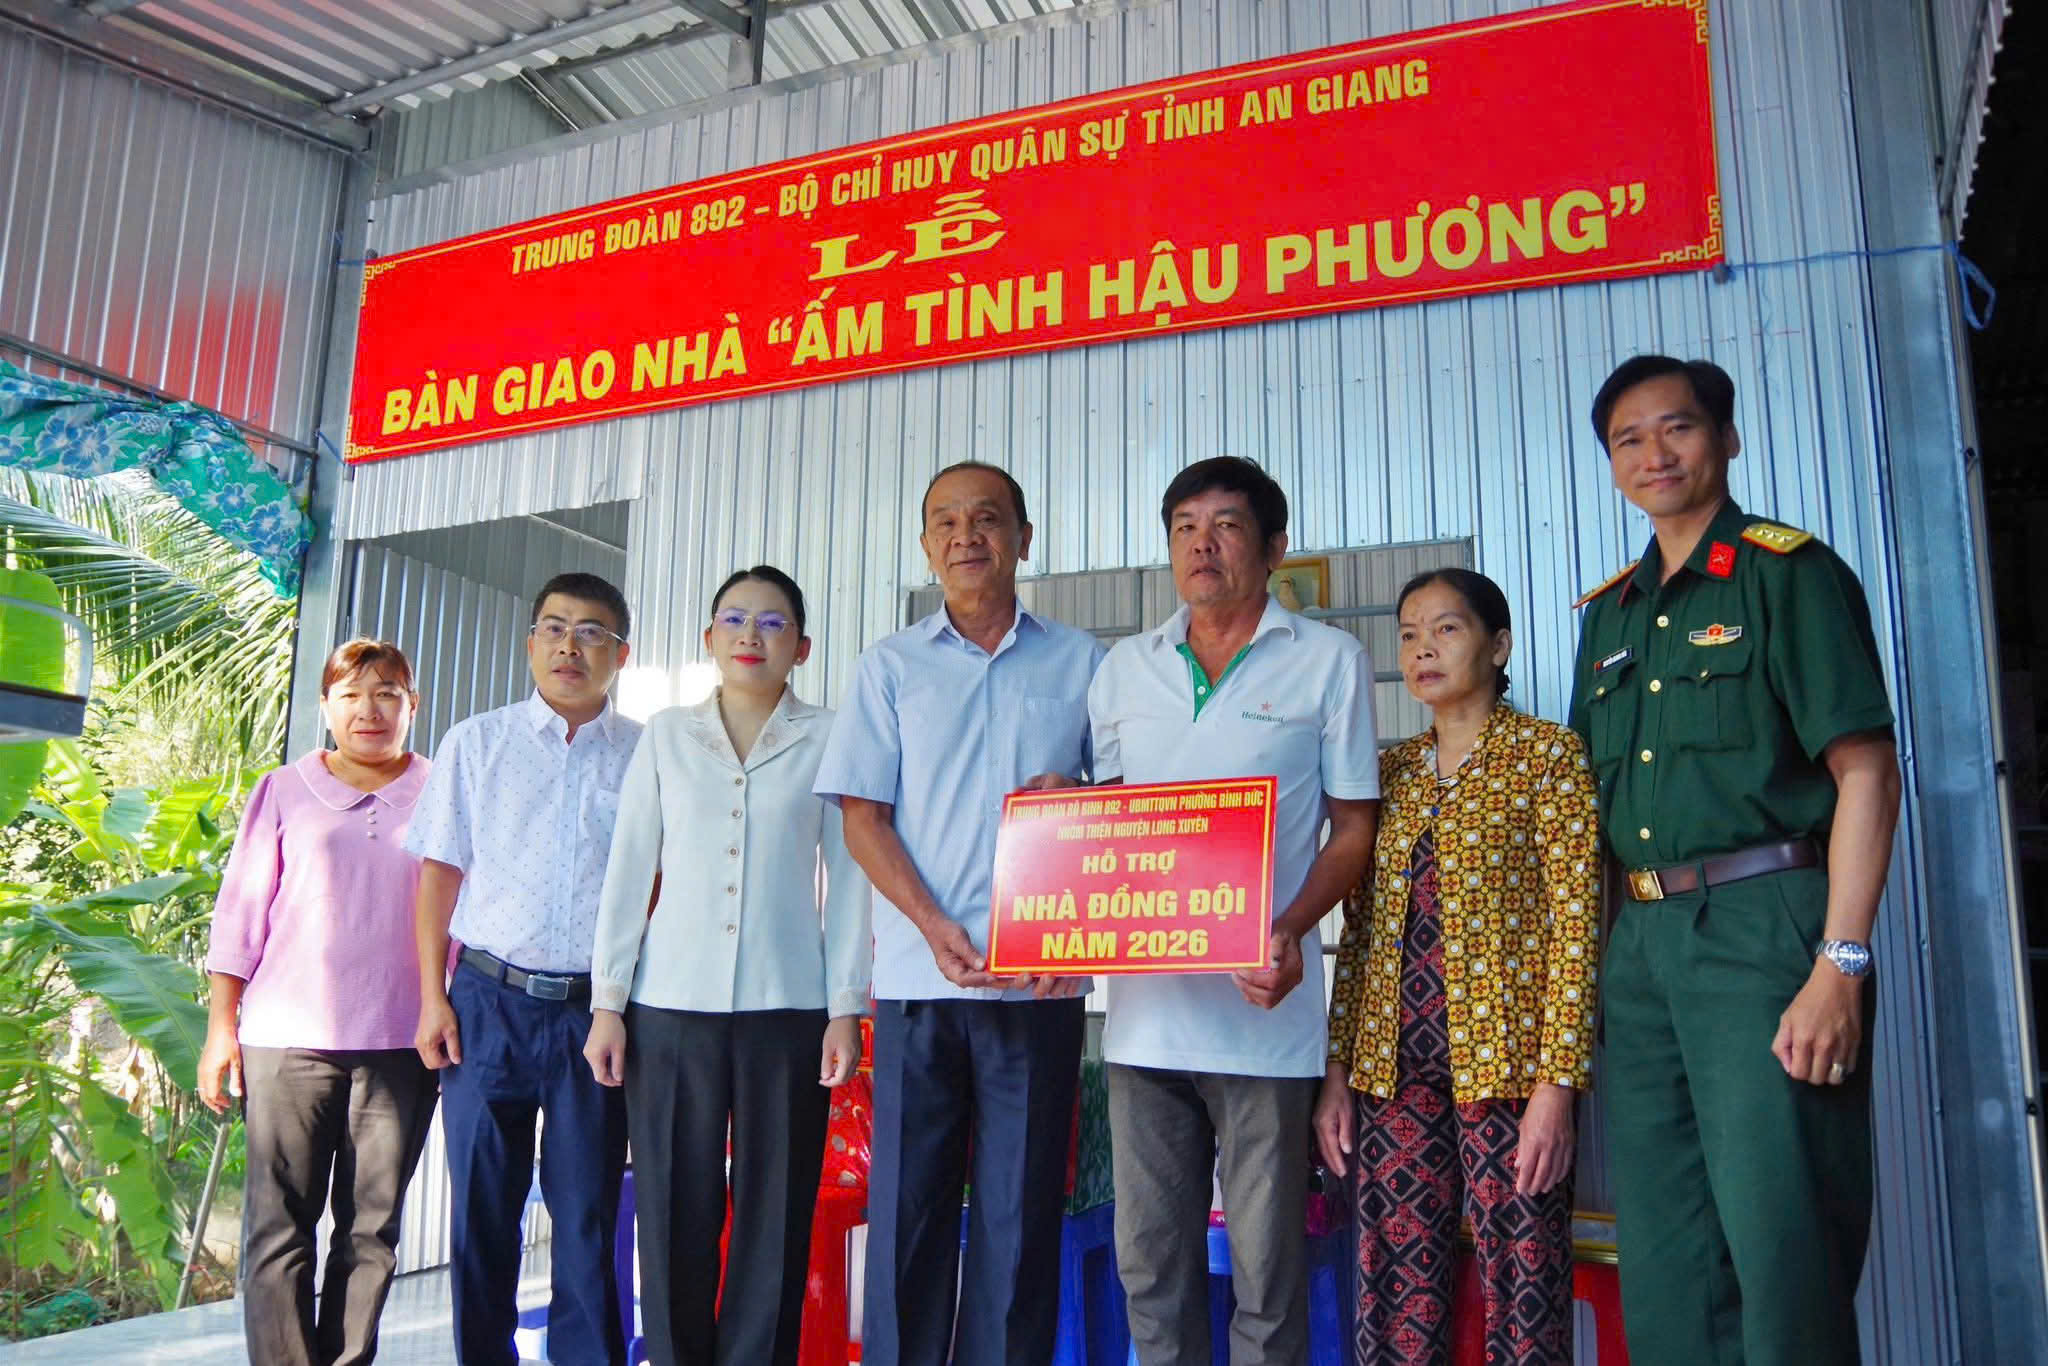 TRUNG ĐOÀN 892 - BỘ CHỈ HUY QUÂN SỰ TỈNH AN GIANG
LỄ
BÀN GIAO NHÀ “ẤM TÌNH HẬU PHƯƠNG”
Heineken
TRUNG ĐOÀN BỘ BINH 892 - UBMTTQVN PHƯỜNG BÌNH ĐỨC
NHÓM THIỆN NGUYỆN LONG XUYÊN
HỖ TRỢ
NHÀ ĐỒNG ĐỘI
NĂM 2026